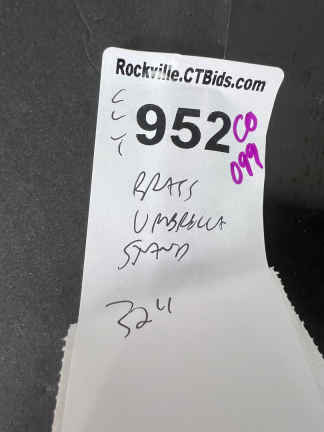 Rockville.CTBids.com
952
CO
099
BRASS
UMBRELLA
STAND
32"